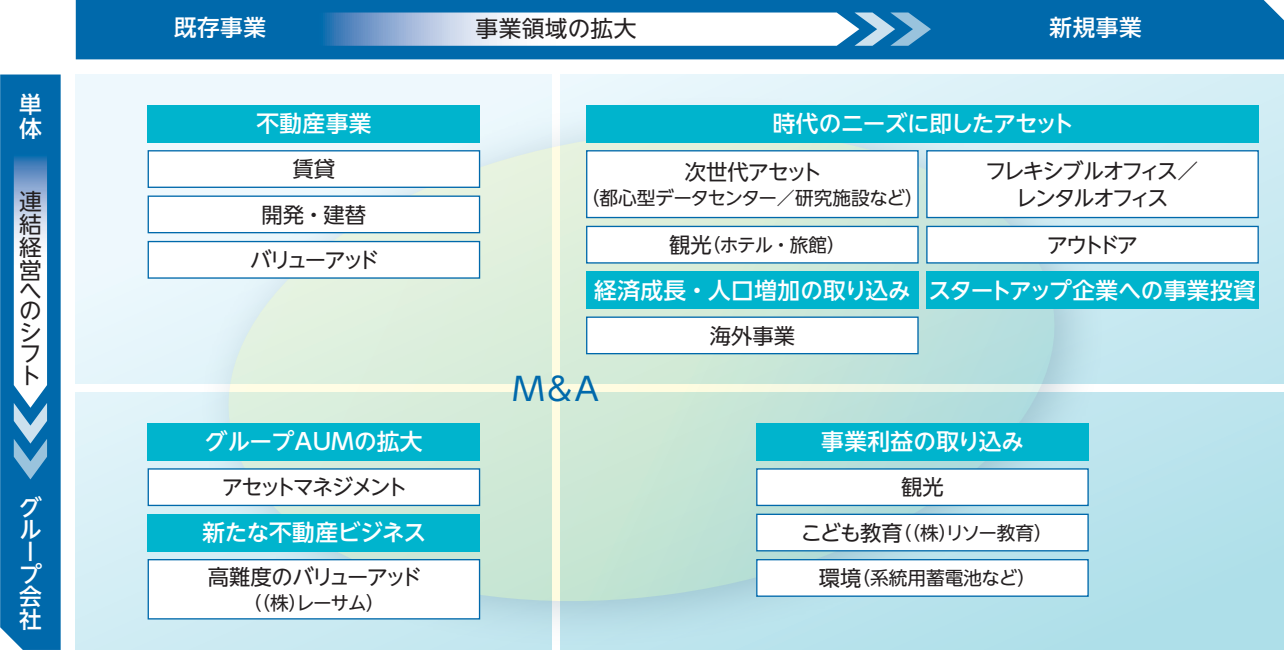 既存事業
事業領域の拡大
新規事業
単体
連結経営へのシフト
グループ会社
不動産事業
賃貸
開発・建替
バリューアッド
時代のニーズに即したアセット
次世代アセット
(都心型データセンター／研究施設など)
フレキシブルオフィス／
レンタルオフィス
観光(ホテル・旅館)
アウトドア
経済成長・人口増加の取り込み
スタートアップ企業への事業投資
海外事業
M&A
グループAUMの拡大
アセットマネジメント
新たな不動産ビジネス
高難度のバリューアッド
((株)レーサム)
事業利益の取り込み
観光
こども教育((株)リソー教育)
環境(系統用蓄電池など)